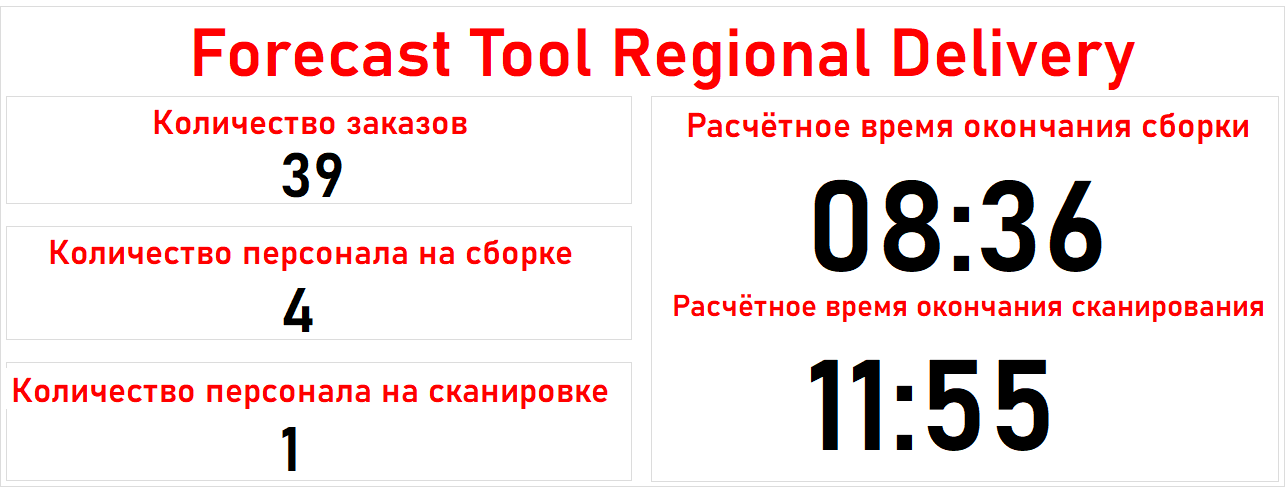 Forecast Tool Regional Delivery
Количество заказов
39
Количество персонала на сборке
4
Количество персонала на сканировке
1
Расчётное время окончания сборки
08:36
Расчётное время окончания сканирования
11:55